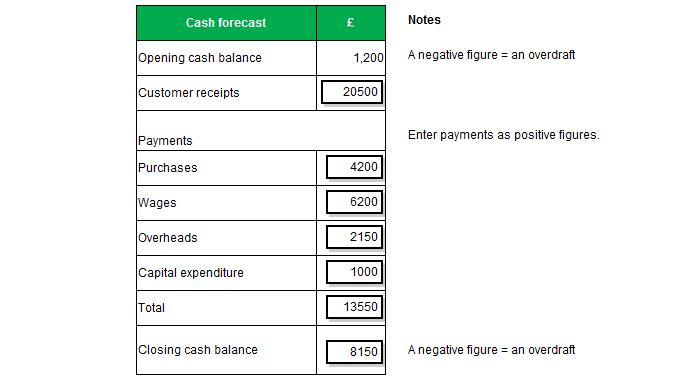 Cash forecast £ Notes
Opening cash balance 1,200 A negative figure = an overdraft
Customer receipts 20500
Payments Enter payments as positive figures.
Purchases 4200
Wages 6200
Overheads 2150
Capital expenditure 1000
Total 13550
Closing cash balance 8150 A negative figure = an overdraft